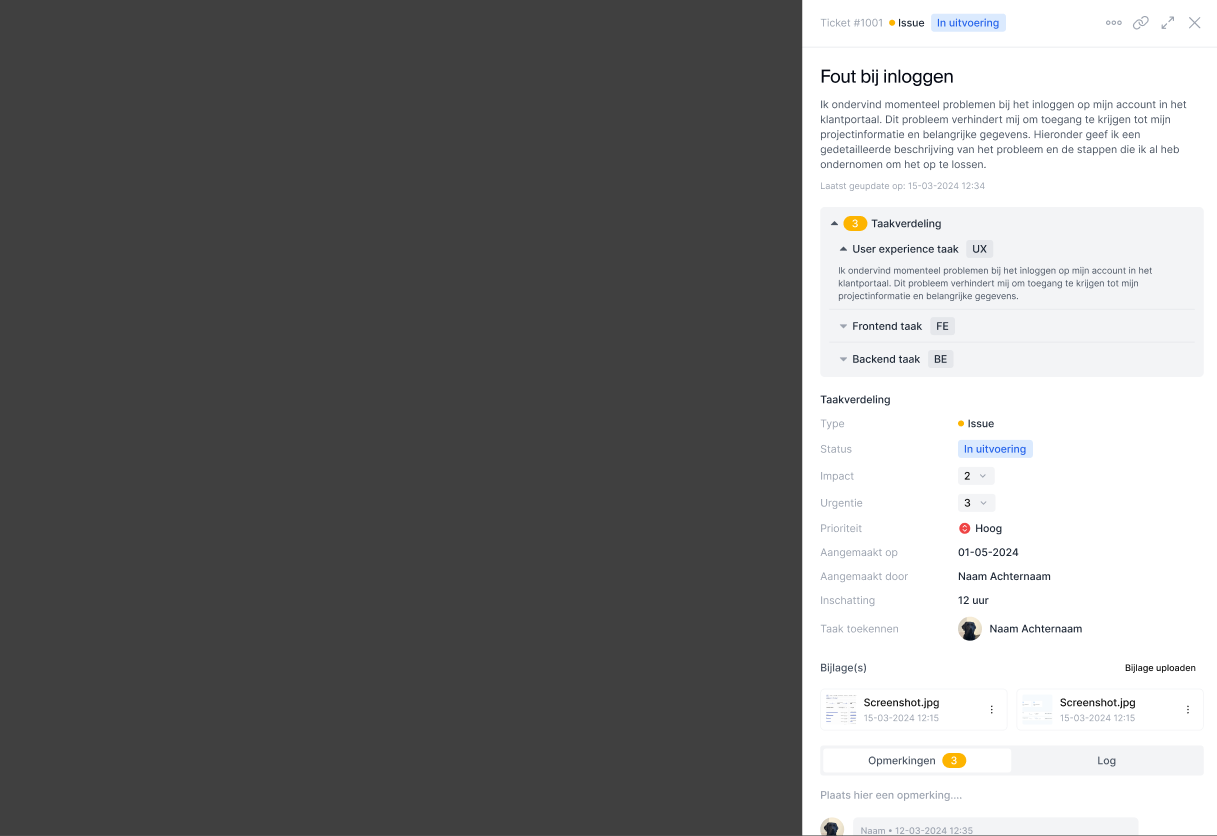 Ticket #1001 Issue In uitvoering
Fout bij inloggen
Ik ondervind momenteel problemen bij het inloggen op mijn account in het
klantportaal. Dit probleem verhindert mij om toegang te krijgen tot mijn
projectinformatie en belangrijke gegevens. Hieronder geef ik een
gedetailleerde beschrijving van het probleem en de stappen die ik al heb
ondernomen om het op te lossen.
Laatst geupdate op: 15-03-2024 12:34
3 Taakverdeling
User experience taak UX
Ik ondervind momenteel problemen bij het inloggen op mijn account in het
klantportaal. Dit probleem verhindert mij om toegang te krijgen tot mijn
projectinformatie en belangrijke gegevens.
Frontend taak FE
Backend taak BE
Taakverdeling
Type Issue
Status In uitvoering
Impact 2
Urgentie 3
Prioriteit Hoog
Aangemaakt op 01-05-2024
Aangemaakt door Naam Achternaam
Inschatting 12 uur
Taak toekennen Naam Achternaam
Bijlage(s) Bijlage uploaden
Screenshot.jpg Screenshot.jpg
15-03-2024 12:15 15-03-2024 12:15
Opmerkingen 3 Log
Plaats hier een opmerking....
Naam • 12-03-2024 12:35